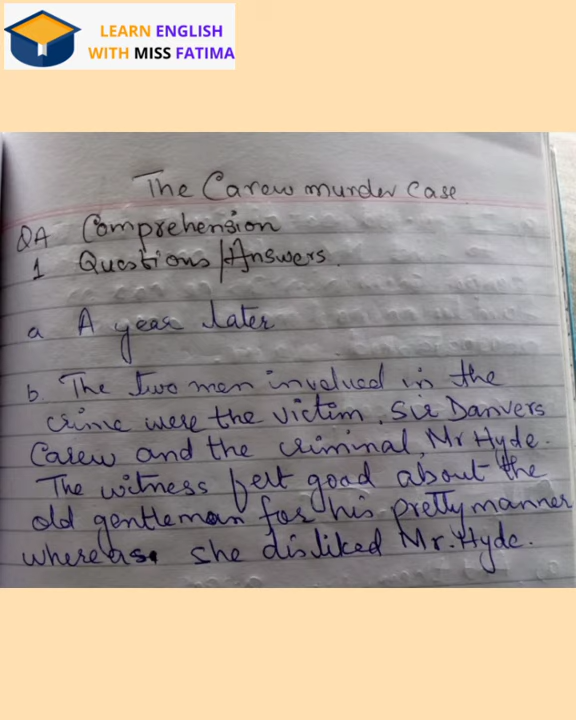 LEARN ENGLISH
WITH MISS FATIMA
The Carew murder case
QA Comprehension
1 Questions/Answers.
a A year later
b. The two men involved in the
crime were the victim, Sir Danvers
Carew and the criminal, Mr Hyde.
The witness felt good about the
old gentleman for his pretty manner
whereas, she disliked Mr. Hyde.